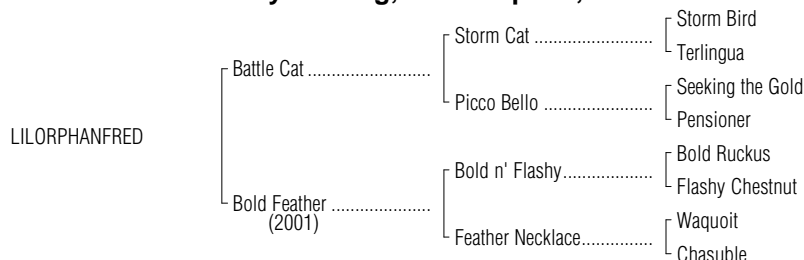 Storm Bird
Storm Cat ...................
Terlingua
Battle Cat ..........................
Seeking the Gold
Picco Bello .................
Pensioner
LILORPHANFRED
Bold Ruckus
Bold n' Flashy...................
Flashy Chestnut
Bold Feather .....................
(2001)
Waquoit
Feather Necklace...............
Chasuble